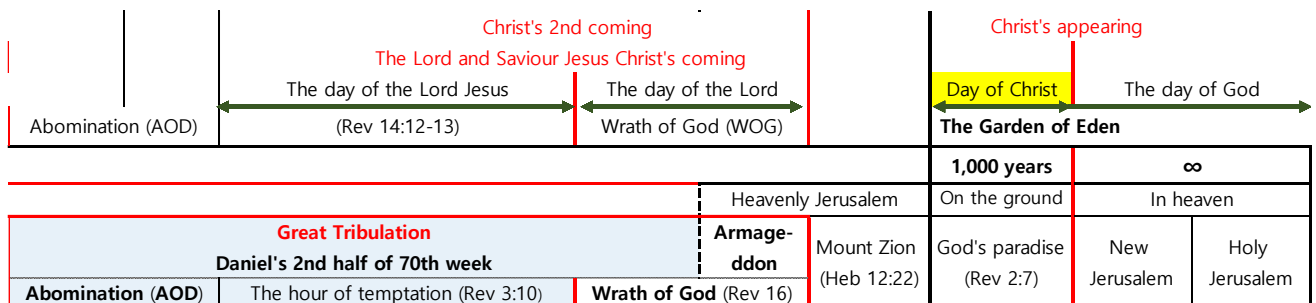 Christ's 2nd coming
Christ's appearing
The Lord and Saviour Jesus Christ's coming
The day of the Lord Jesus
The day of the Lord
Day of Christ
The day of God
Abomination (AOD)
(Rev 14:12-13)
Wrath of God (WOG)
The Garden of Eden
1,000 years
∞
Heavenly Jerusalem
On the ground
In heaven
Great Tribulation
Daniel's 2nd half of 70th week
Armage-
ddon
Mount Zion
(Heb 12:22)
God's paradise
(Rev 2:7)
New
Jerusalem
Holy
Jerusalem
Abomination (AOD)
The hour of temptation (Rev 3:10)
Wrath of God (Rev 16)